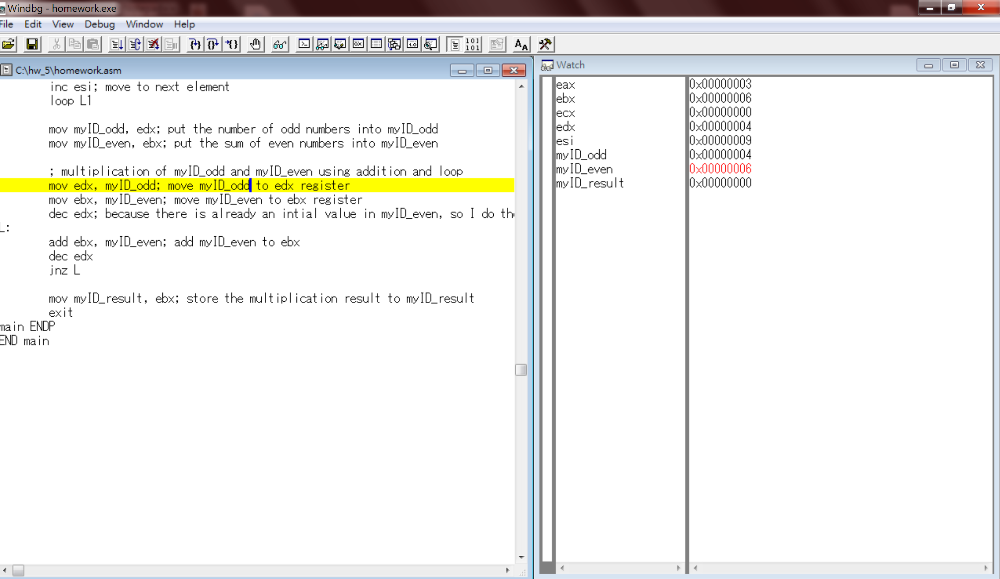 Windbg - homework.exe
File Edit View Debug Window Help
C:\hw_5\homework.asm
inc esi; move to next element
loop L1
mov myID_odd, edx; put the number of odd numbers into myID_odd
mov myID_even, ebx; put the sum of even numbers into myID_even
; multiplication of myID_odd and myID_even using addition and loop
mov edx, myID_odd; move myID_odd to edx register
mov ebx, myID_even; move myID_even to ebx register
dec edx; because there is already an intial value in myID_even, so I do the
L:
add ebx, myID_even; add myID_even to ebx
dec edx
jnz L
mov myID_result, ebx; store the multiplication result to myID_result
exit
main ENDP
END main
Watch
eax 0x00000003
ebx 0x00000006
ecx 0x00000000
edx 0x00000004
esi 0x00000009
myID_odd 0x00000004
myID_even 0x00000006
myID_result 0x00000000